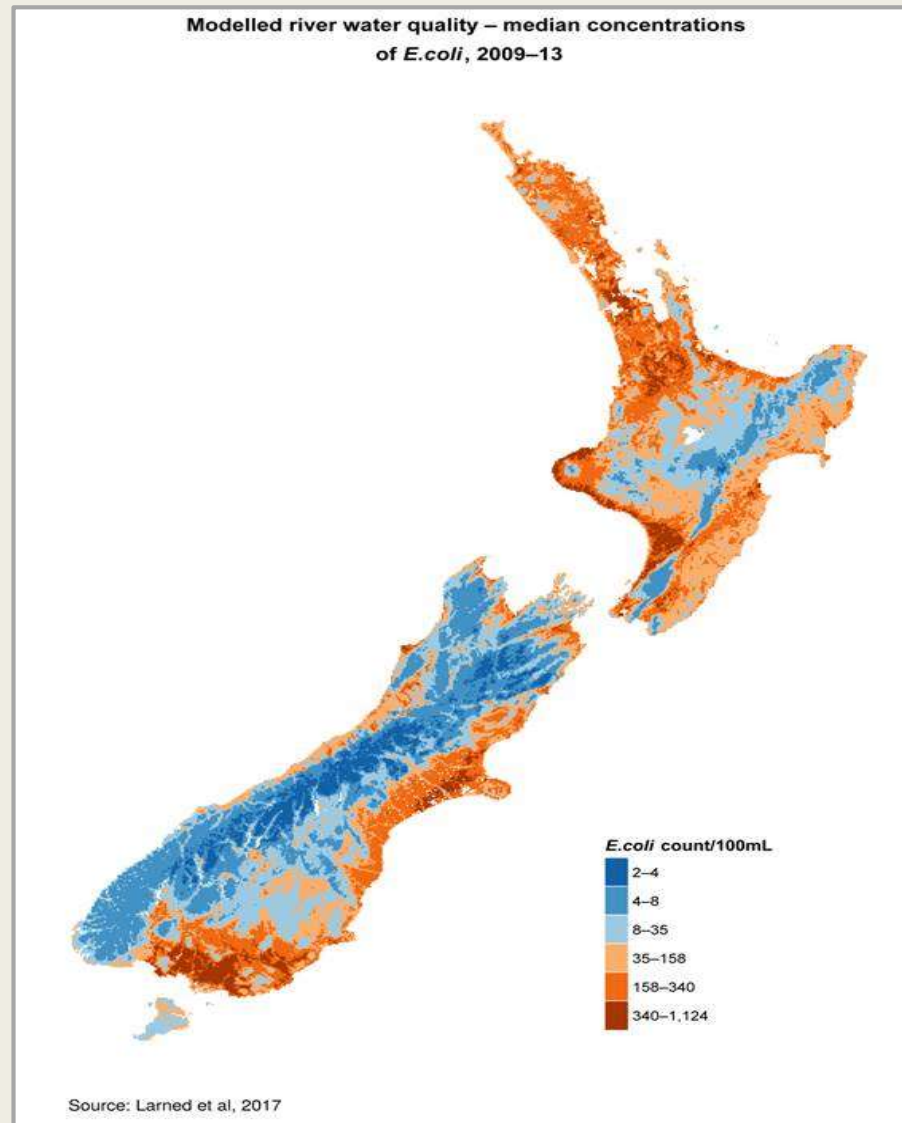 Modelled river water quality – median concentrations
of E.coli, 2009–13
E.coli count/100mL
2–4
4–8
8–35
35–158
158–340
340–1,124
Source: Larned et al, 2017